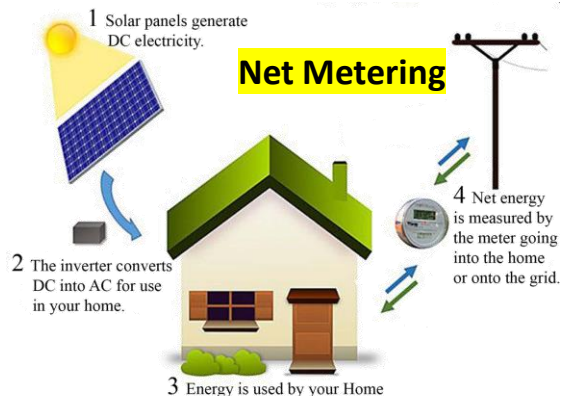 1 Solar panels generate
DC electricity.
Net Metering
2 The inverter converts
DC into AC for use
in your home.
4 Net energy
is measured by
the meter going
into the home
or onto the grid.
3 Energy is used by your Home